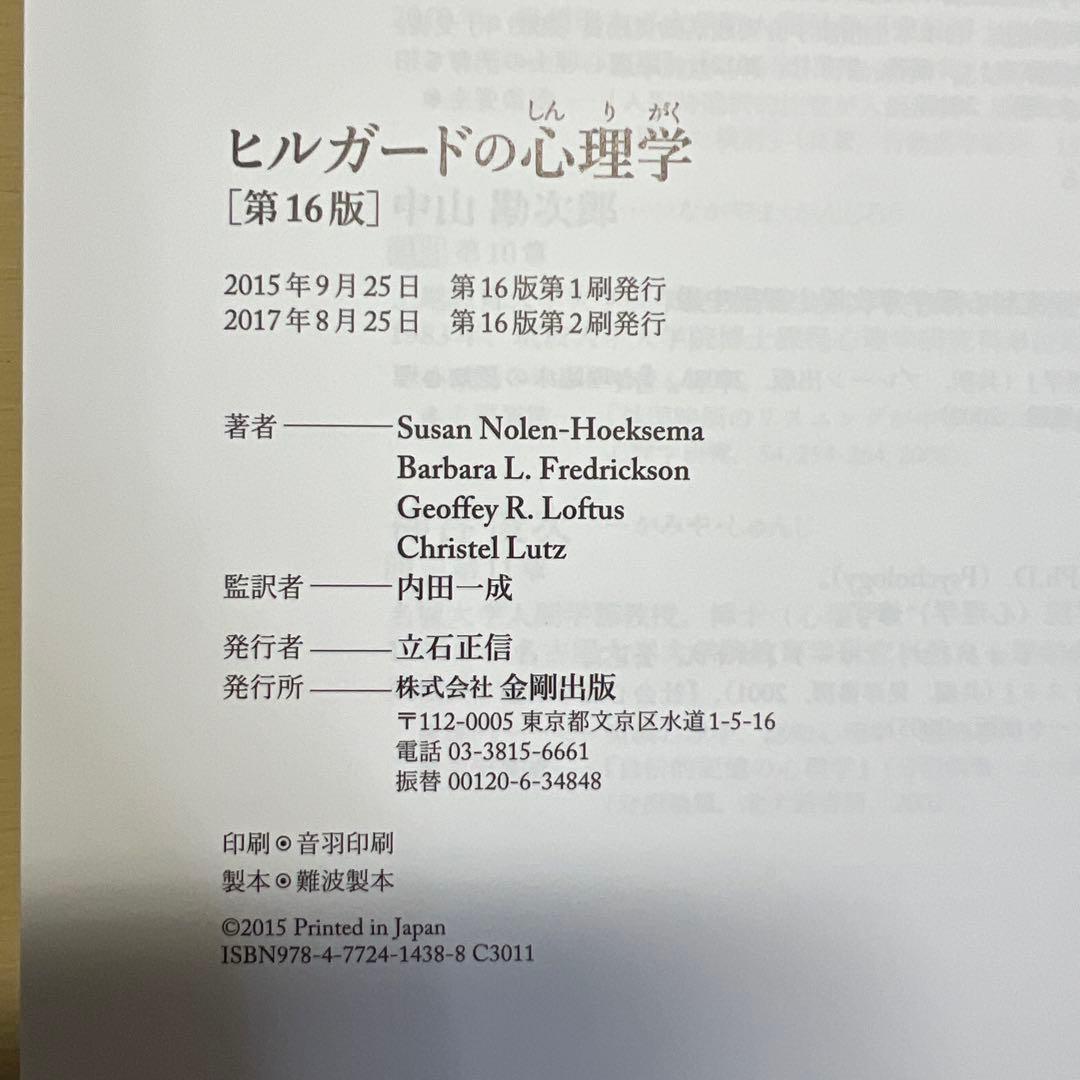 しん り がく
ヒルガードの心理学
［第16版］
2015年9月25日 第16版第1刷発行
2017年8月25日 第16版第2刷発行
著者 Susan Nolen-Hoeksema
Barbara L. Fredrickson
Geoffey R. Loftus
Christel Lutz
監訳者 内田一成
発行者 立石正信
発行所 株式会社 金剛出版
〒112-0005 東京都文京区水道1-5-16
電話 03-3815-6661
振替 00120-6-34848
印刷◉音羽印刷
製本◉難波製本
©2015 Printed in Japan
ISBN978-4-7724-1438-8 C3011
中山 勘次郎
Ph.D. (Psychology)。